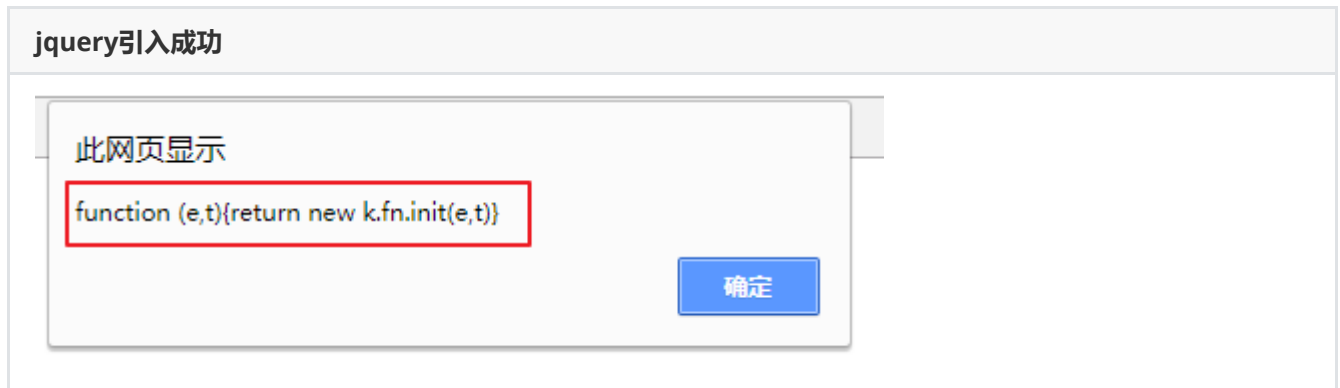 jquery引入成功
此网页显示
function (e,t){return new k.fn.init(e,t)}
确定